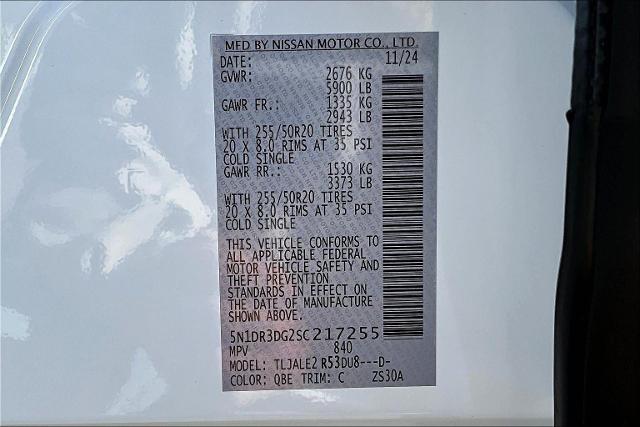 MFD BY NISSAN MOTOR CO., LTD.
DATE: 11/24
GVWR: 2676 KG
5900 LB
GAWR FR.: 1335 KG
2943 LB
WITH 255/50R20 TIRES
20 X 8.0 RIMS AT 35 PSI
COLD SINGLE
GAWR RR.: 1530 KG
3373 LB
WITH 255/50R20 TIRES
20 X 8.0 RIMS AT 35 PSI
COLD SINGLE
THIS VEHICLE CONFORMS TO
ALL APPLICABLE FEDERAL
MOTOR VEHICLE SAFETY AND
THEFT PREVENTION
STANDARDS IN EFFECT ON
THE DATE OF MANUFACTURE
SHOWN ABOVE.
5N1DR3DG2SC217255
MPV 840
MODEL: TLJALE2 R53DU8---D-
COLOR: QBE TRIM: C ZS30A